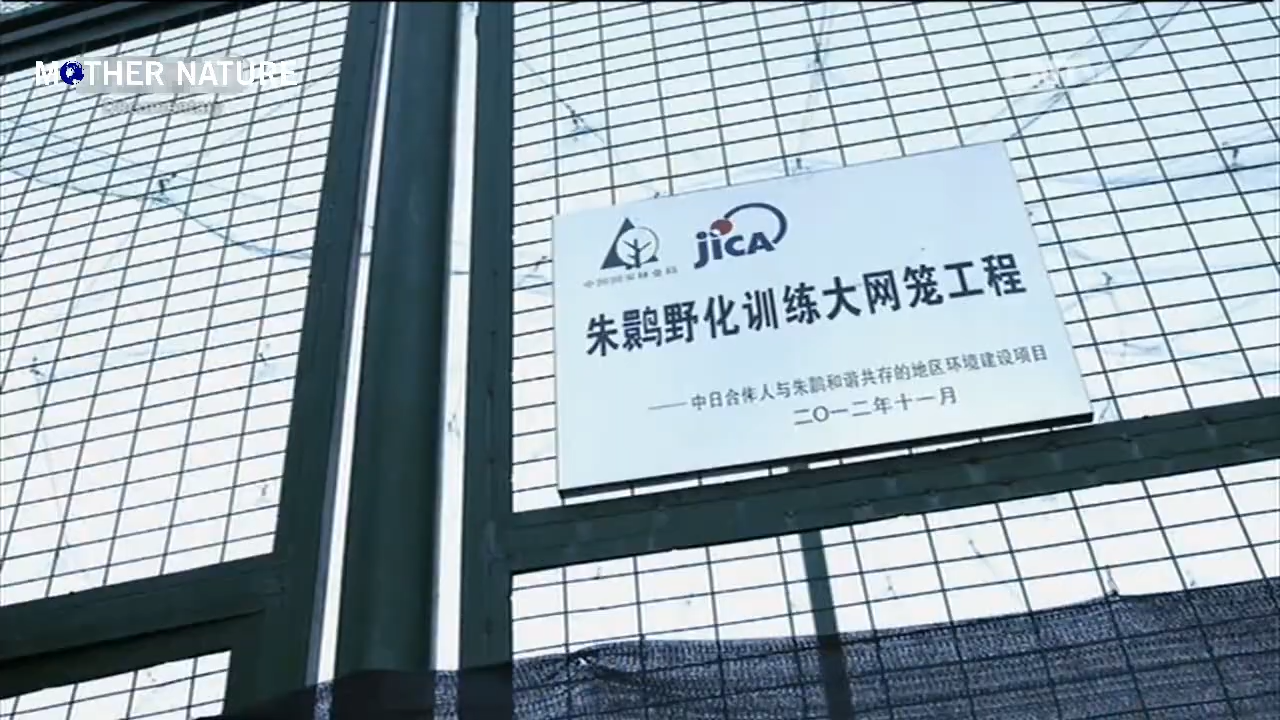 MOTHER NATURE
jica
朱鹮野化训练大网笼工程
——中日合作人与朱鹮和谐共存的地区环境建设项目
二〇一二年十一月